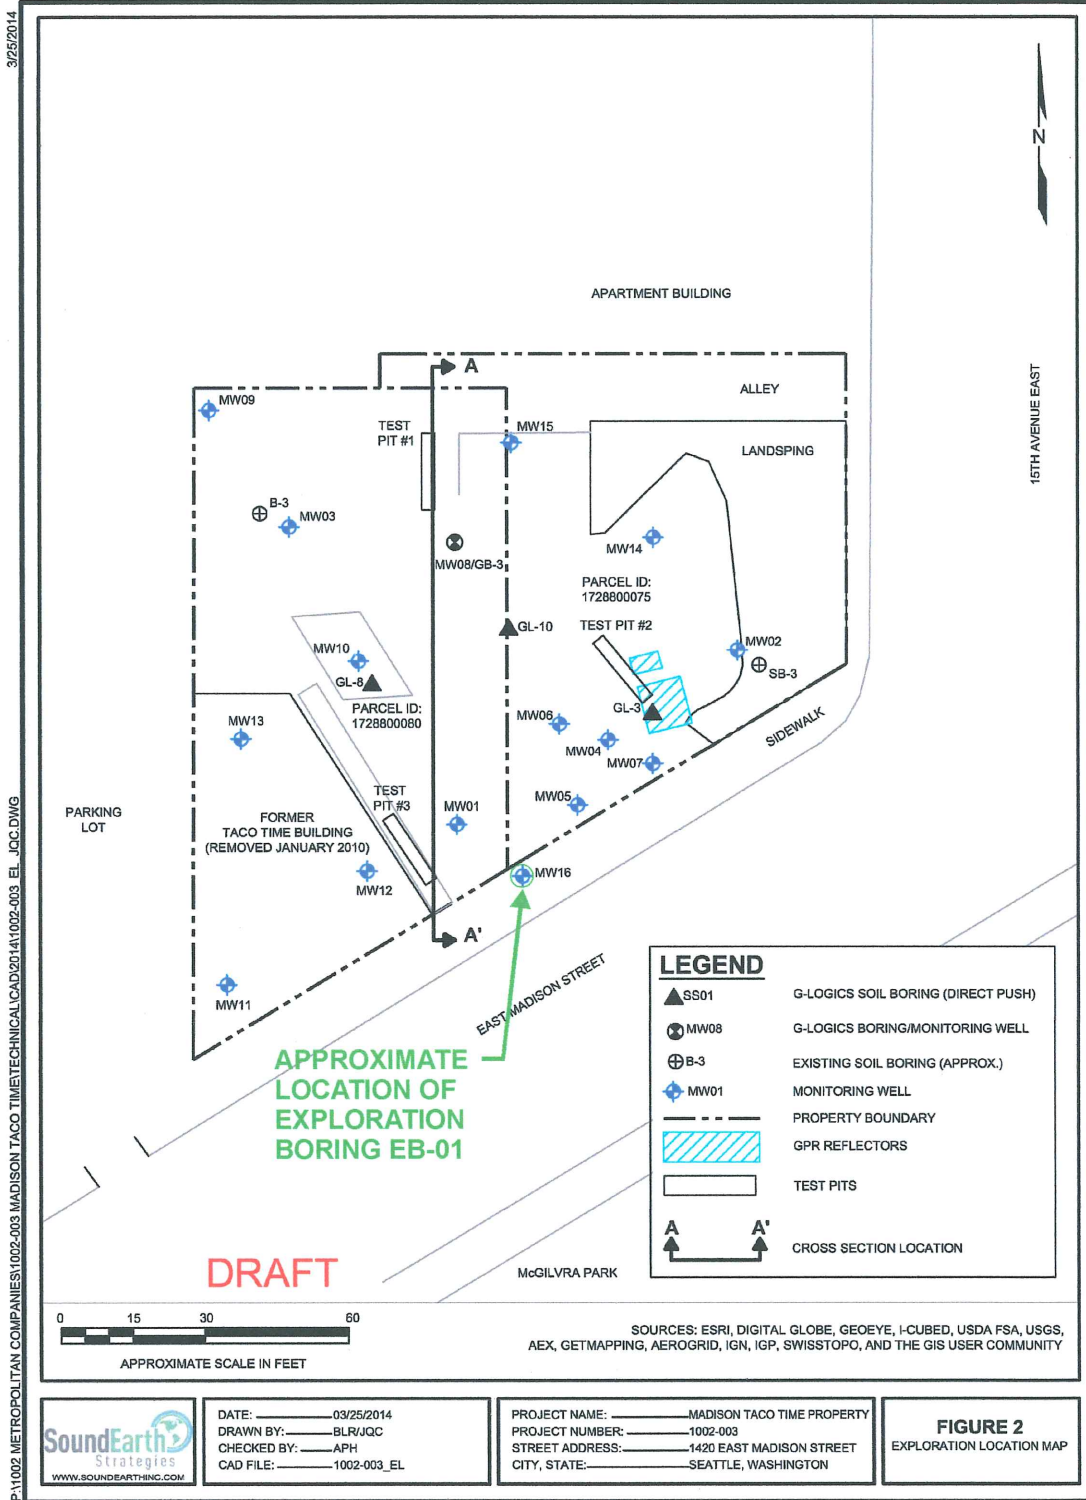 3/25/2014
P:\1002 METROPOLITAN COMPANIES\1002-003 MADISON TACO TIME\TECHNICAL\CAD\2014\1002-003_EL_JQC.DWG
N
APARTMENT BUILDING
15TH AVENUE EAST
A
ALLEY
MW09
TEST
PIT #1
MW15
LANDSPING
B-3
MW03
MW14
MW08/GB-3
PARCEL ID:
1728800075
GL-10
TEST PIT #2
MW10
MW02
SB-3
GL-8
PARCEL ID:
1728800080
GL-3
MW13
MW06
MW04
MW07
SIDEWALK
TEST
PIT #3
MW05
MW01
PARKING
LOT
FORMER
TACO TIME BUILDING
(REMOVED JANUARY 2010)
MW12
MW16
A'
MW11
EAST MADISON STREET
APPROXIMATE
LOCATION OF
EXPLORATION
BORING EB-01
LEGEND
SS01 G-LOGICS SOIL BORING (DIRECT PUSH)
MW08 G-LOGICS BORING/MONITORING WELL
B-3 EXISTING SOIL BORING (APPROX.)
MW01 MONITORING WELL
PROPERTY BOUNDARY
GPR REFLECTORS
TEST PITS
A A' CROSS SECTION LOCATION
DRAFT
McGILVRA PARK
0 15 30 60
APPROXIMATE SCALE IN FEET
SOURCES: ESRI, DIGITAL GLOBE, GEOEYE, I-CUBED, USDA FSA, USGS,
AEX, GETMAPPING, AEROGRID, IGN, IGP, SWISSTOPO, AND THE GIS USER COMMUNITY
SoundEarth
Strategies
WWW.SOUNDEARTHINC.COM
DATE: 03/25/2014
DRAWN BY: BLR/JQC
CHECKED BY: APH
CAD FILE: 1002-003_EL
PROJECT NAME: MADISON TACO TIME PROPERTY
PROJECT NUMBER: 1002-003
STREET ADDRESS: 1420 EAST MADISON STREET
CITY, STATE: SEATTLE, WASHINGTON
FIGURE 2
EXPLORATION LOCATION MAP